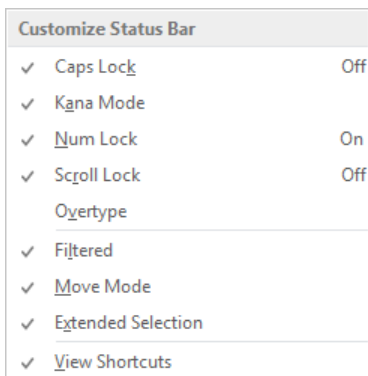 Customize Status Bar
Caps Lock Off
Kana Mode
Num Lock On
Scroll Lock Off
Overtype
Filtered
Move Mode
Extended Selection
View Shortcuts